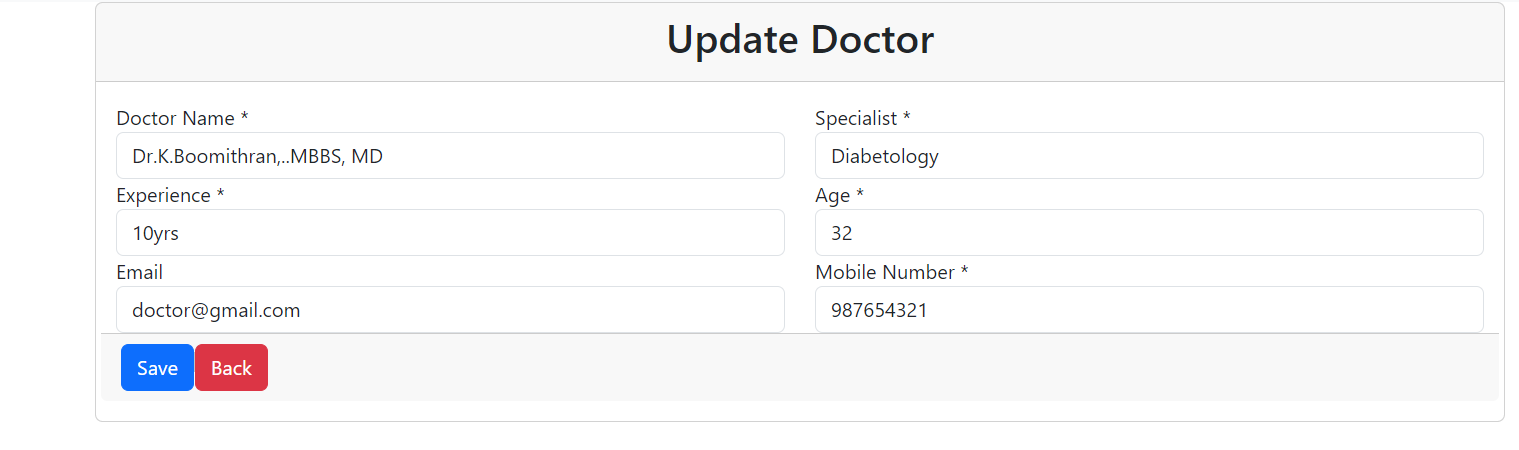 Update Doctor
Doctor Name * Specialist *
Dr.K.Boomithran,..MBBS, MD Diabetology
Experience * Age *
10yrs 32
Email Mobile Number *
doctor@gmail.com 987654321
Save Back